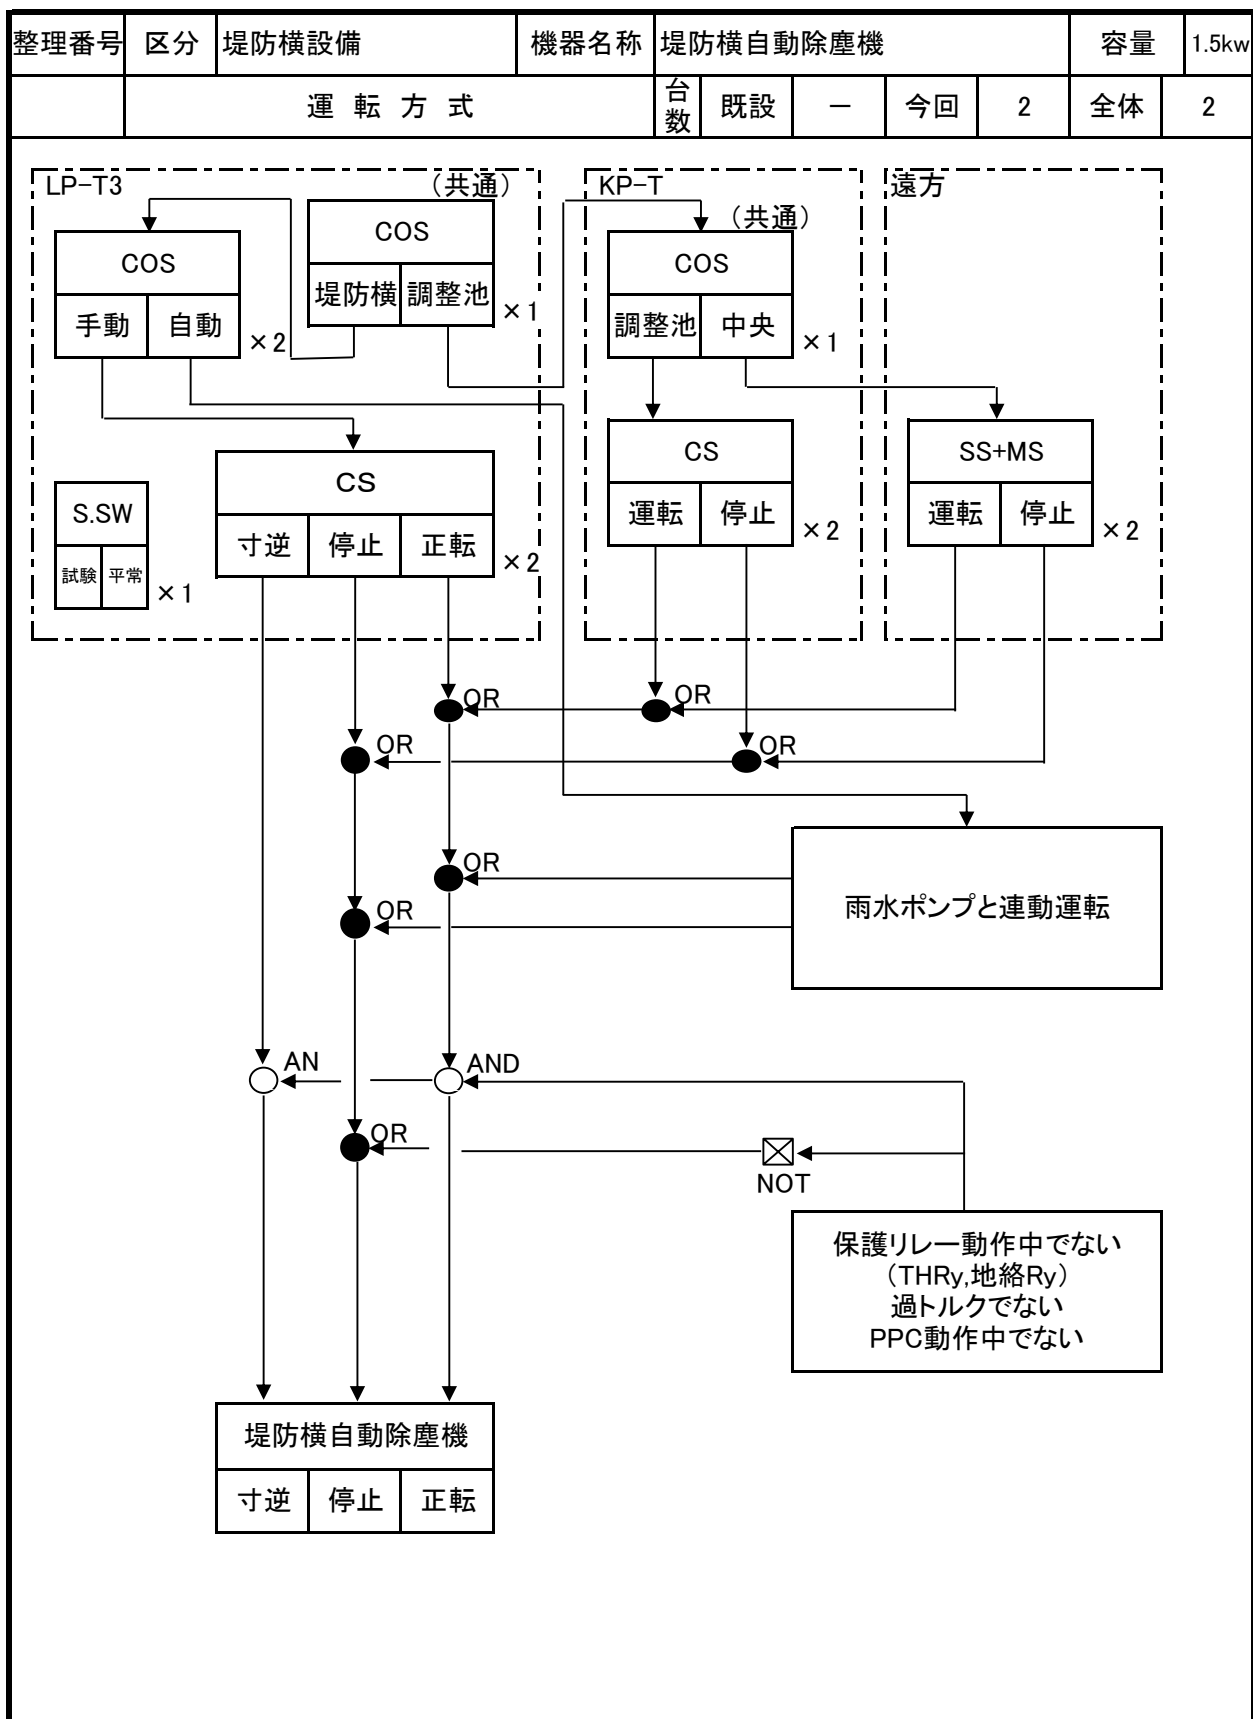 整理番号 区分 堤防横設備 機器名称 堤防横自動除塵機 容量 1.5kw
運 転 方 式 台数 既設 － 今回 2 全体 2
LP-T3 （共通） KP-T 遠方
COS
堤防横 調整池 ×1
COS
手動 自動 ×2
（共通）
COS
調整池 中央 ×1
CS
寸逆 停止 正転 ×2
S.SW
試験 平常 ×1
CS
運転 停止 ×2
SS+MS
運転 停止 ×2
OR OR
OR OR
OR
OR
雨水ポンプと連動運転
AN AND
OR
NOT
保護リレー動作中でない
（THRy,地絡Ry）
過トルクでない
PPC動作中でない
堤防横自動除塵機
寸逆 停止 正転